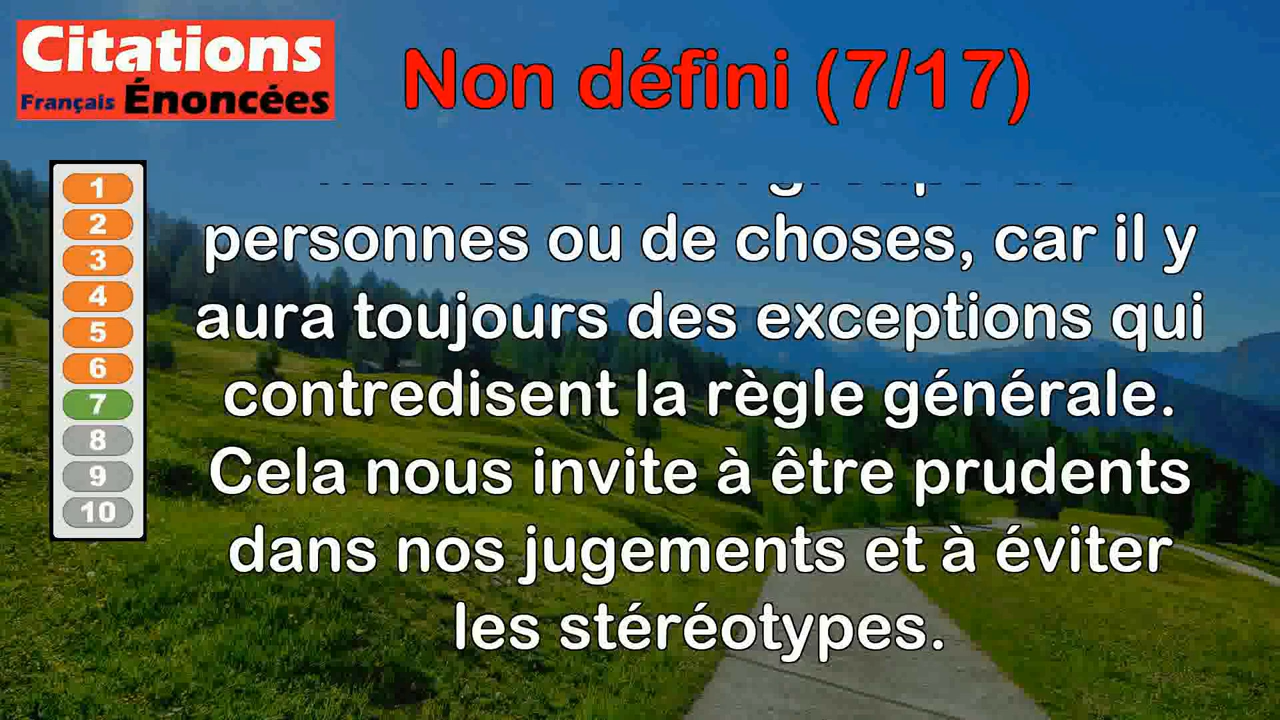 Citations
Français Énoncées
Non défini (7/17)
1
2
3
4
5
6
7
8
9
10
personnes ou de choses, car il y
aura toujours des exceptions qui
contredisent la règle générale.
Cela nous invite à être prudents
dans nos jugements et à éviter
les stéréotypes.